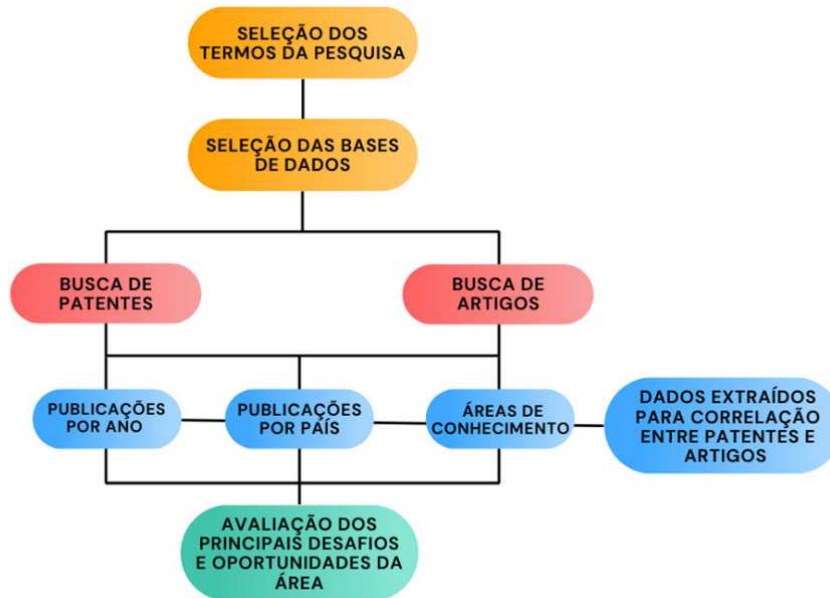 SELEÇÃO DOS
TERMOS DA PESQUISA
SELEÇÃO DAS BASES
DE DADOS
BUSCA DE
PATENTES
BUSCA DE
ARTIGOS
PUBLICAÇÕES
POR ANO
PUBLICAÇÕES
POR PAÍS
ÁREAS DE
CONHECIMENTO
DADOS EXTRAÍDOS
PARA CORRELAÇÃO
ENTRE PATENTES E
ARTIGOS
AVALIAÇÃO DOS
PRINCIPAIS DESAFIOS
E OPORTUNIDADES DA
ÁREA